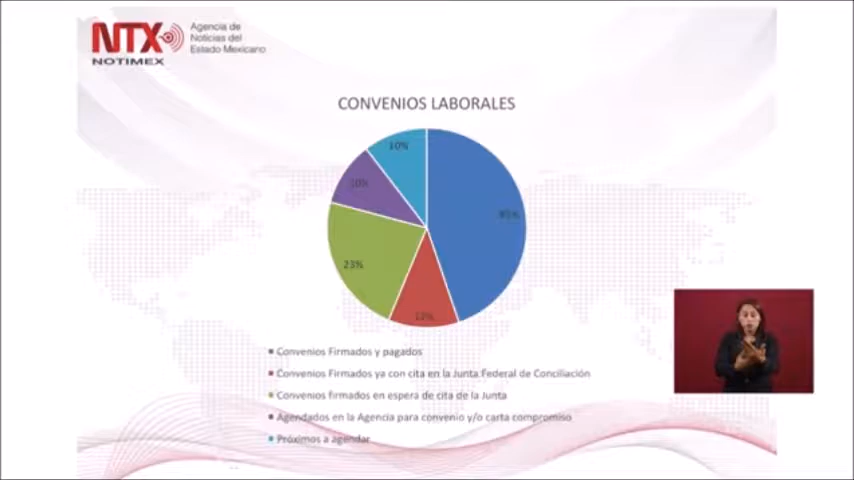 NTX
NOTIMEX
Agencia de
Noticias del
Estado Mexicano
CONVENIOS LABORALES
10%
10%
23%
Convenios Firmados y pagados
Convenios Firmados ya con cita en la Junta Federal de Conciliación
Convenios firmados en espera de cita de la Junta
Agendados en la Agencia para convenio y/o carta compromiso
Próximos a agendar